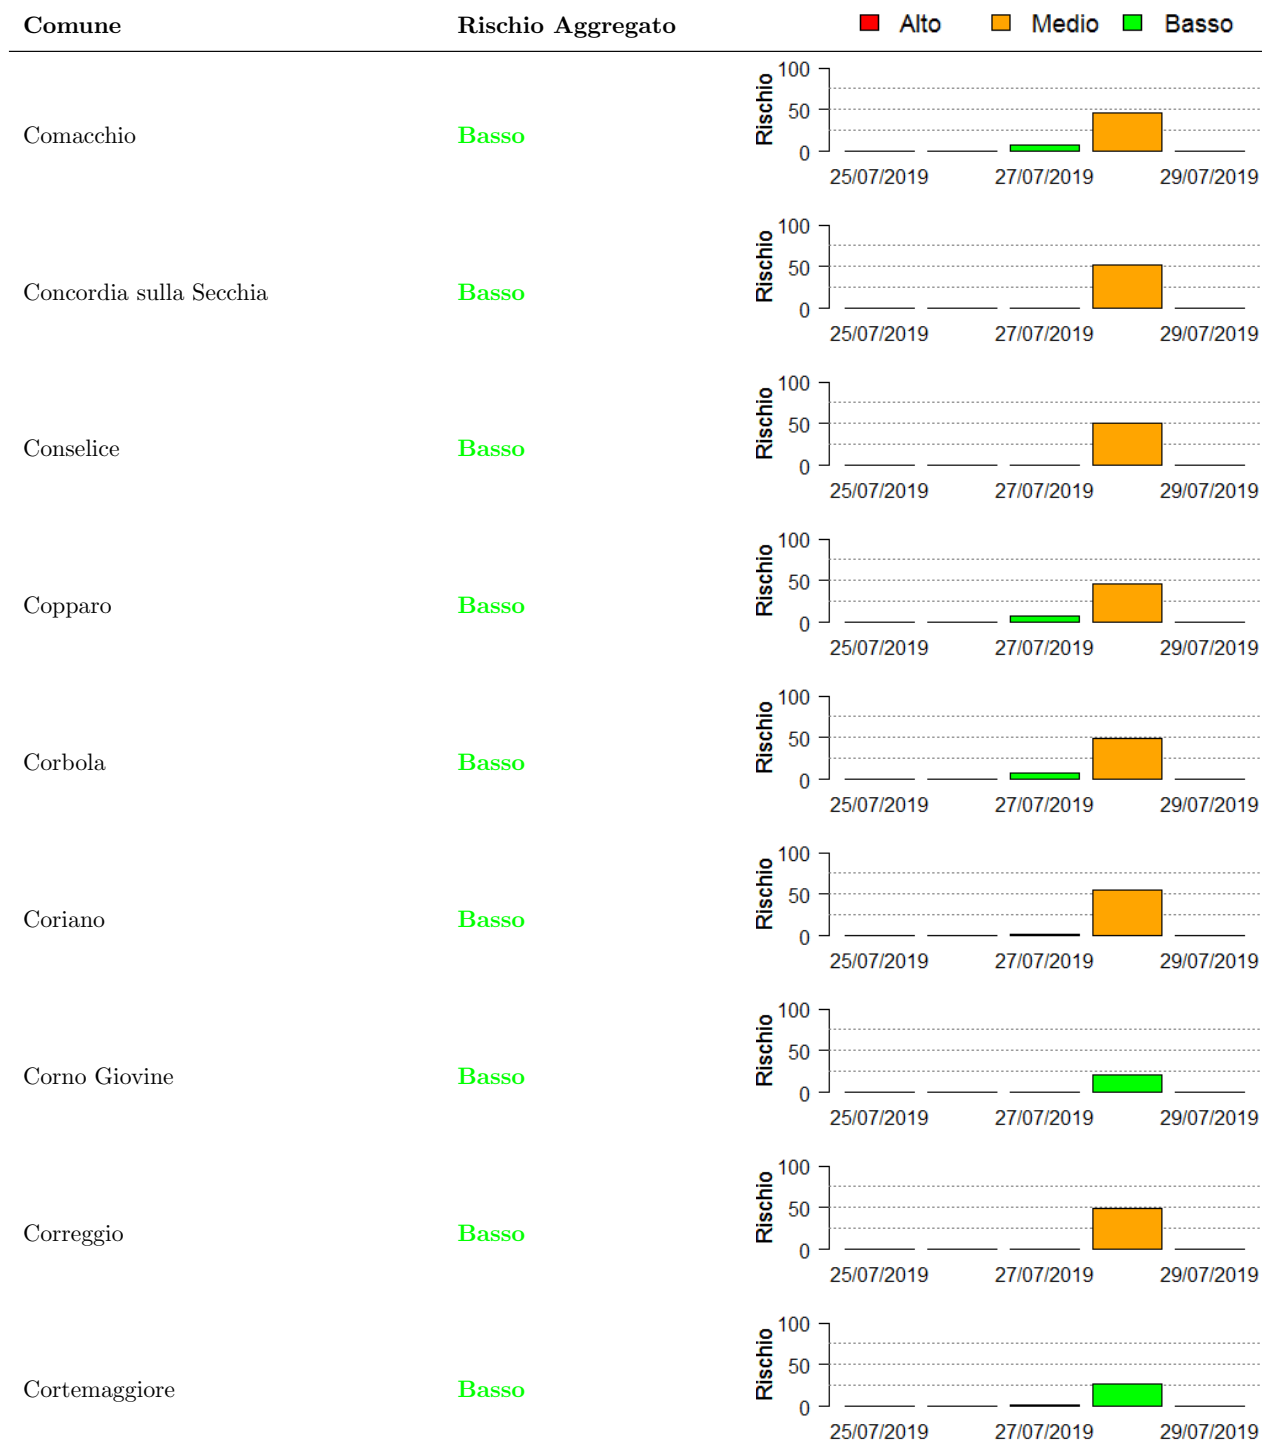 Comune Rischio Aggregato Alto Medio Basso
100
50
0
Rischio
Comacchio Basso
25/07/2019 27/07/2019 29/07/2019
100
50
0
Rischio
Concordia sulla Secchia Basso
25/07/2019 27/07/2019 29/07/2019
100
50
0
Rischio
Conselice Basso
25/07/2019 27/07/2019 29/07/2019
100
50
0
Rischio
Copparo Basso
25/07/2019 27/07/2019 29/07/2019
100
50
0
Rischio
Corbola Basso
25/07/2019 27/07/2019 29/07/2019
100
50
0
Rischio
Coriano Basso
25/07/2019 27/07/2019 29/07/2019
100
50
0
Rischio
Corno Giovine Basso
25/07/2019 27/07/2019 29/07/2019
100
50
0
Rischio
Correggio Basso
25/07/2019 27/07/2019 29/07/2019
100
50
0
Rischio
Cortemaggiore Basso
25/07/2019 27/07/2019 29/07/2019